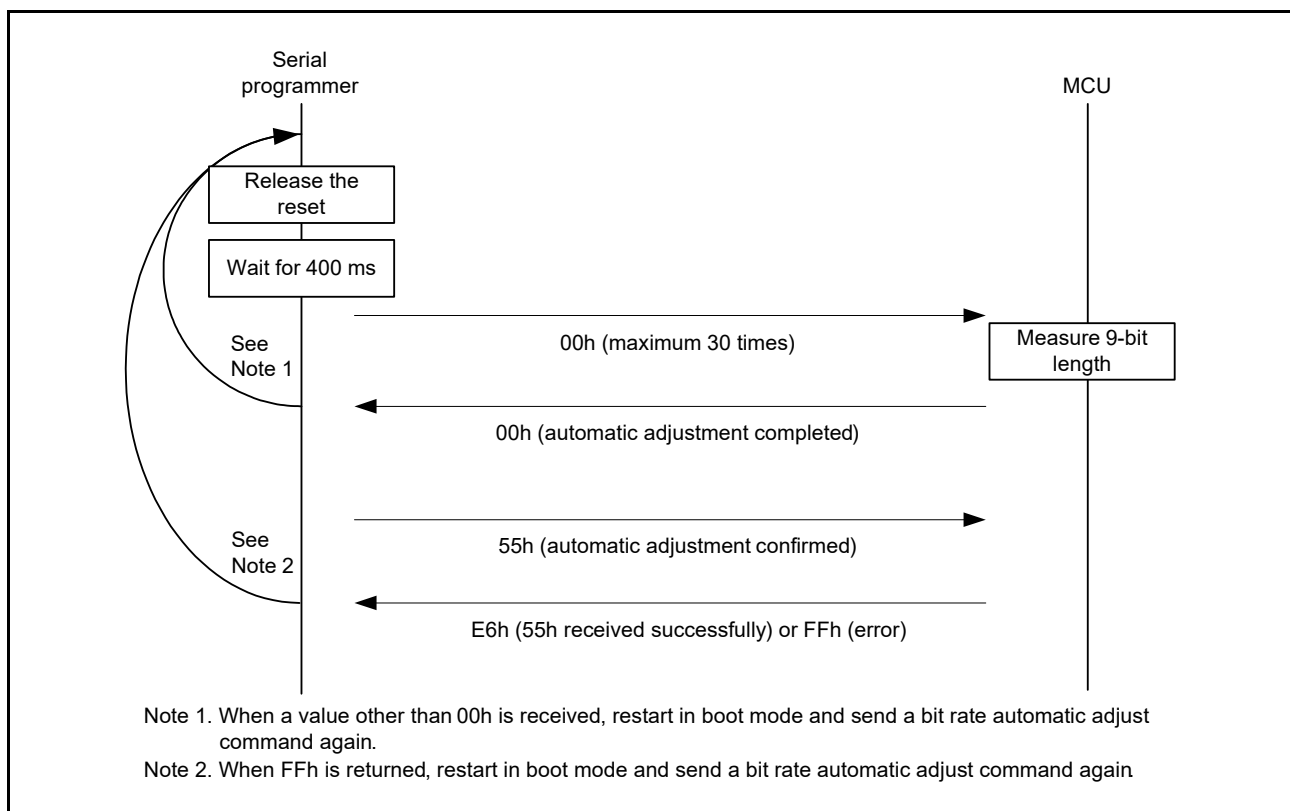 Serial
programmer
MCU
Release the
reset
Wait for 400 ms
00h (maximum 30 times)
Measure 9-bit
length
See
Note 1
00h (automatic adjustment completed)
55h (automatic adjustment confirmed)
See
Note 2
E6h (55h received successfully) or FFh (error)
Note 1. When a value other than 00h is received, restart in boot mode and send a bit rate automatic adjust
command again.
Note 2. When FFh is returned, restart in boot mode and send a bit rate automatic adjust command again